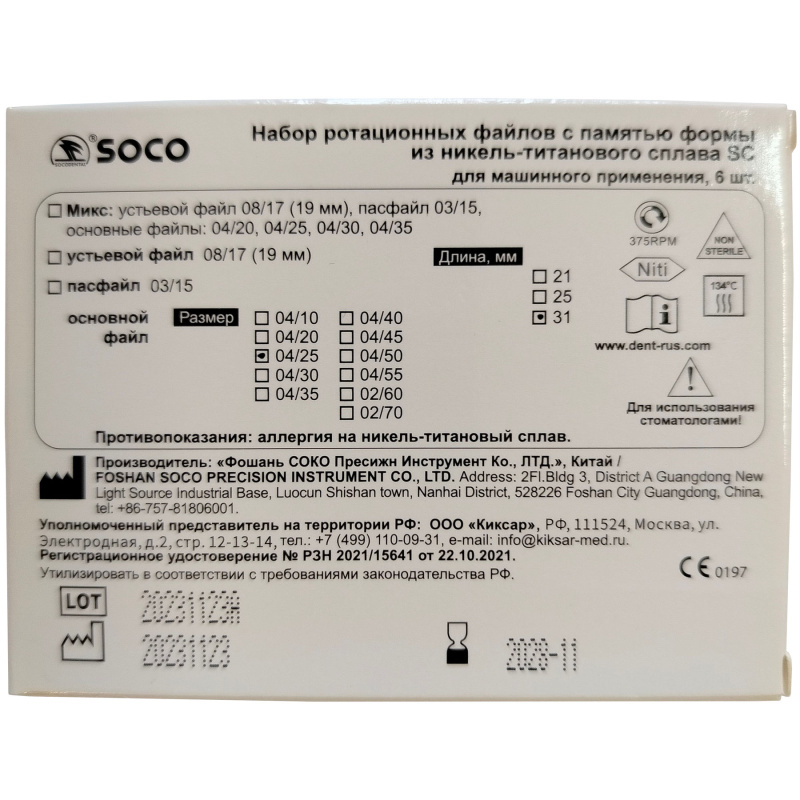 SOCO
SOCODENTAL
Набор ротационных файлов с памятью формы
из никель-титанового сплава SC
для машинного применения, 6 шт.
Микс: устьевой файл 08/17 (19 мм), пасфайл 03/15,
основные файлы: 04/20, 04/25, 04/30, 04/35
устьевой файл 08/17 (19 мм)
пасфайл 03/15
основной файл
Размер
04/10 04/40
04/20 04/45
04/25 04/50
04/30 04/55
04/35 02/60
02/70
Длина, мм
21
25
31
375RPM
NON
STERILE
Niti
134°C
i
www.dent-rus.com
!
Для использования
стоматологами!
Противопоказания: аллергия на никель-титановый сплав.
Производитель: «Фошань СОКО Пресижн Инструмент Ко., ЛТД.», Китай /
FOSHAN SOCO PRECISION INSTRUMENT CO., LTD. Address: 2Fl.Bldg 3, District A Guangdong New
Light Source Industrial Base, Luocun Shishan town, Nanhai District, 528226 Foshan City Guangdong, China,
tel: +86-757-81806001.
Уполномоченный представитель на территории РФ: ООО «Киксар», РФ, 111524, Москва, ул.
Электродная, д.2, стр. 12-13-14, тел.: +7 (499) 110-09-31, e-mail: info@kiksar-med.ru.
Регистрационное удостоверение № РЗН 2021/15641 от 22.10.2021.
Утилизировать в соответствии с требованиями законодательства РФ.
CE 0197
LOT 20231123A
20231123
2028-11